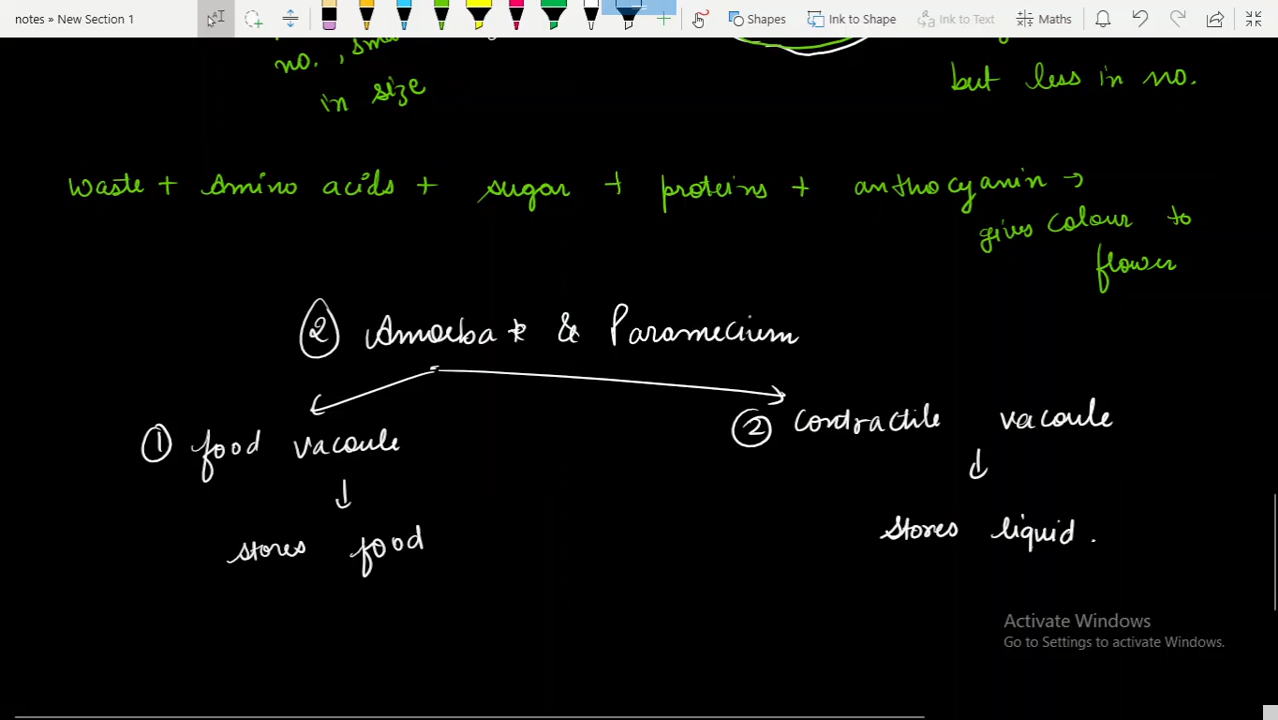 notes » New Section 1
Shapes
Ink to Shape
Ink to Text
Maths
no. , small
in size
but less in no.
waste + Amino acids + sugar + proteins + anthocyanin →
gives colour to
flower
② Amoeba & Paramecium
① food vacoule
② contractile vacoule
↓
↓
stores food
stores liquid.
Activate Windows
Go to Settings to activate Windows.